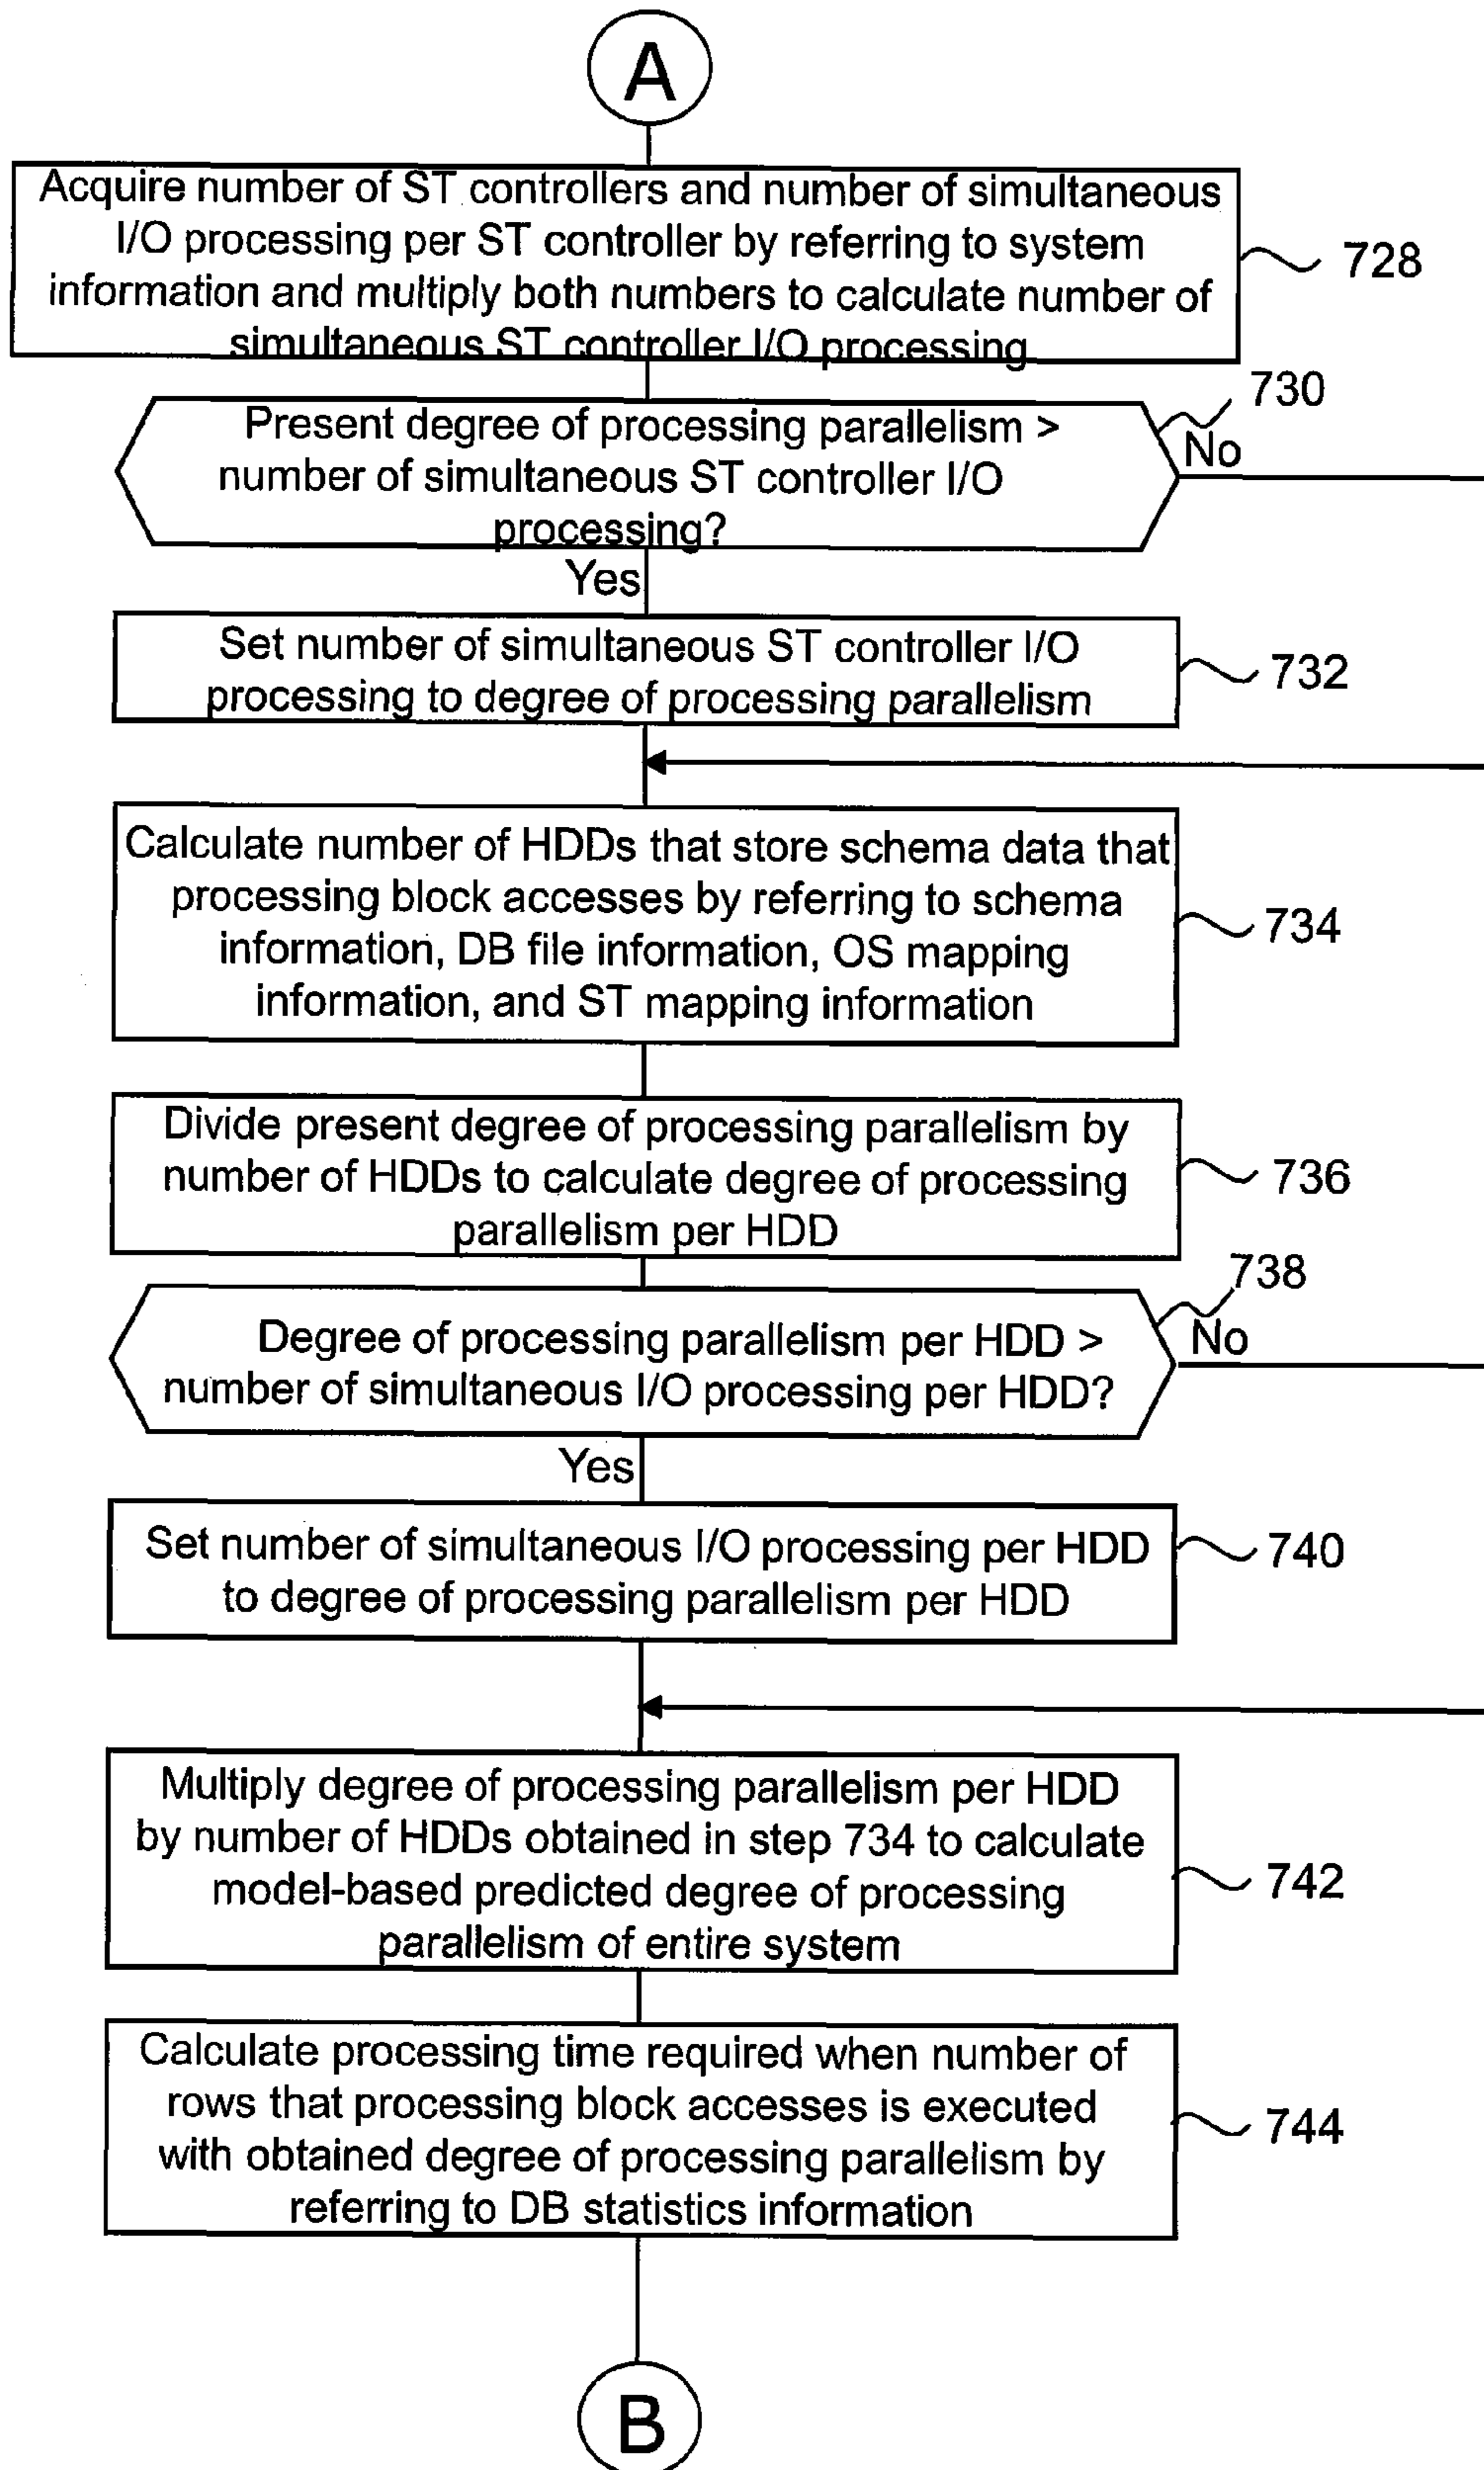 A
Acquire number of ST controllers and number of simultaneous
I/O processing per ST controller by referring to system
information and multiply both numbers to calculate number of
simultaneous ST controller I/O processing
728
730
Present degree of processing parallelism >
number of simultaneous ST controller I/O
processing?
No
Yes
Set number of simultaneous ST controller I/O
processing to degree of processing parallelism
732
Calculate number of HDDs that store schema data that
processing block accesses by referring to schema
information, DB file information, OS mapping
information, and ST mapping information
734
Divide present degree of processing parallelism by
number of HDDs to calculate degree of processing
parallelism per HDD
736
738
Degree of processing parallelism per HDD >
number of simultaneous I/O processing per HDD?
No
Yes
Set number of simultaneous I/O processing per HDD
to degree of processing parallelism per HDD
740
Multiply degree of processing parallelism per HDD
by number of HDDs obtained in step 734 to calculate
model-based predicted degree of processing
parallelism of entire system
742
Calculate processing time required when number of
rows that processing block accesses is executed
with obtained degree of processing parallelism by
referring to DB statistics information
744
B